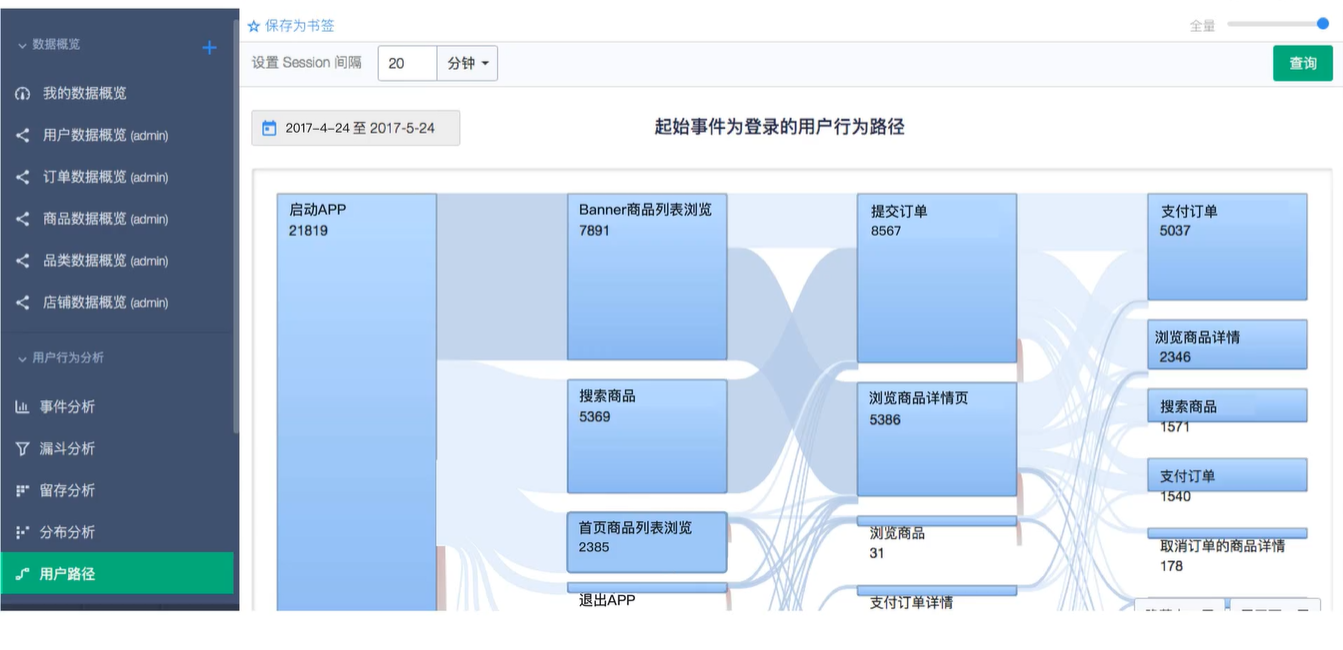 数据概览
我的数据概览
用户数据概览 (admin)
订单数据概览 (admin)
商品数据概览 (admin)
品类数据概览 (admin)
店铺数据概览 (admin)
用户行为分析
事件分析
漏斗分析
留存分析
分布分析
用户路径
保存为书签
全量
设置 Session 间隔
20
分钟
查询
2017-4-24 至 2017-5-24
起始事件为登录的用户行为路径
启动APP
21819
Banner商品列表浏览
7891
搜索商品
5369
首页商品列表浏览
2385
退出APP
提交订单
8567
浏览商品详情页
5386
浏览商品
31
支付订单详情
支付订单
5037
浏览商品详情
2346
搜索商品
1571
支付订单
1540
取消订单的商品详情
178